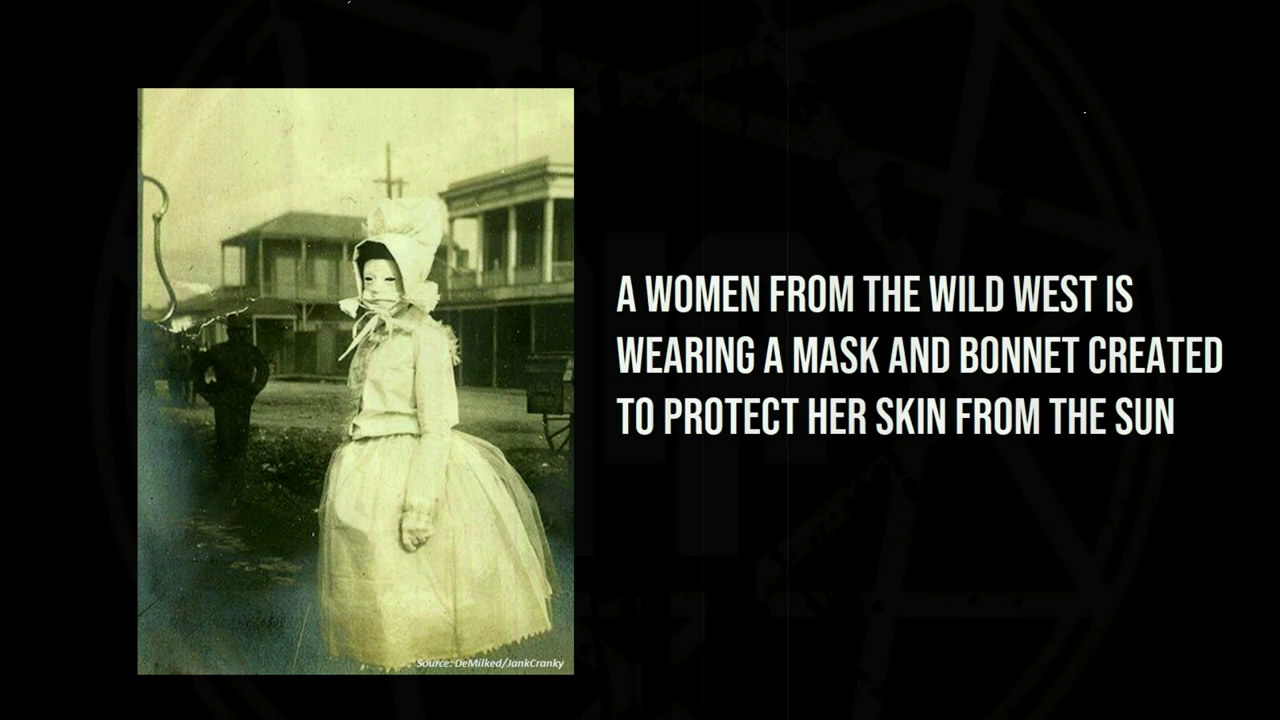 A WOMEN FROM THE WILD WEST IS
WEARING A MASK AND BONNET CREATED
TO PROTECT HER SKIN FROM THE SUN
Source: DeMilked/JankCranky